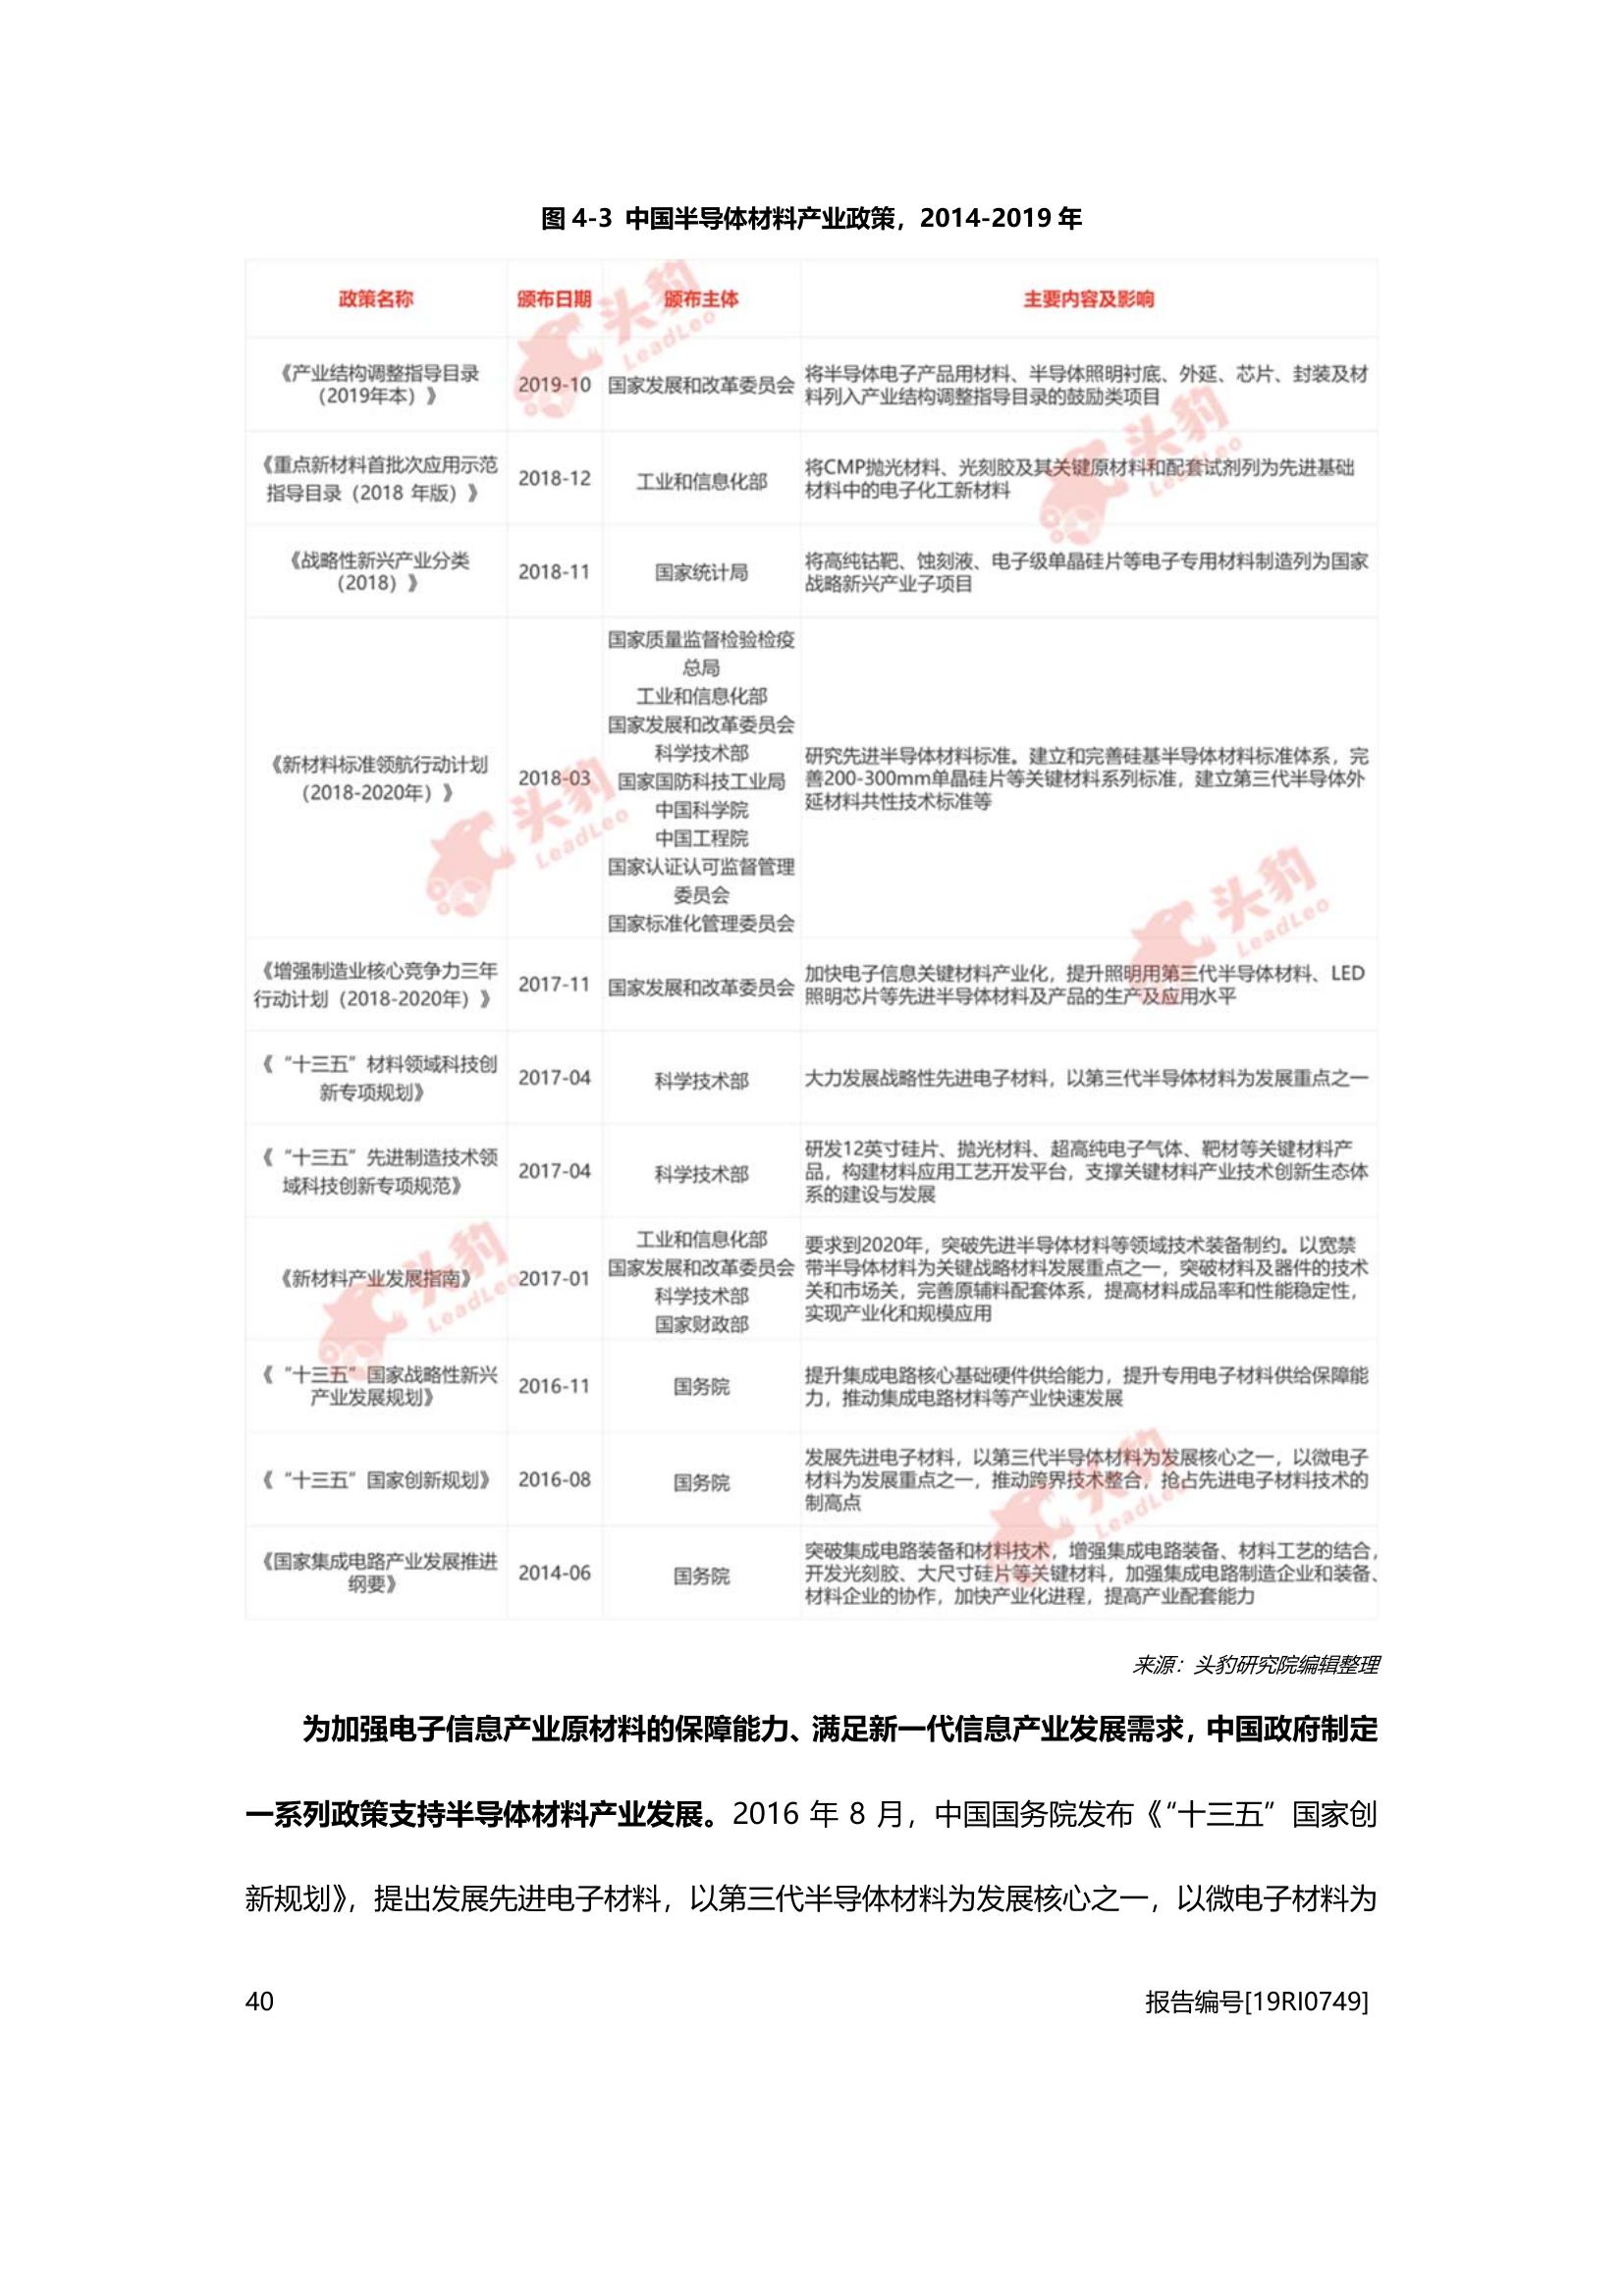 图 4-3 中国半导体材料产业政策，2014-2019 年
政策名称 颁布日期 颁布主体 主要内容及影响
《产业结构调整指导目录
（2019年本）》
2019-10
国家发展和改革委员会
将半导体电子产品用材料、半导体照明衬底、外延、芯片、封装及材
料列入产业结构调整指导目录的鼓励类项目
《重点新材料首批次应用示范
指导目录（2018 年版）》
2018-12
工业和信息化部
将CMP抛光材料、光刻胶及其关键原材料和配套试剂列为先进基础
材料中的电子化工新材料
《战略性新兴产业分类
（2018）》
2018-11
国家统计局
将高纯钴靶、蚀刻液、电子级单晶硅片等电子专用材料制造列为国家
战略新兴产业子项目
《新材料标准领航行动计划
（2018-2020年）》
2018-03
国家质量监督检验检疫
总局
工业和信息化部
国家发展和改革委员会
科学技术部
国家国防科技工业局
中国科学院
中国工程院
国家认证认可监督管理
委员会
国家标准化管理委员会
研究先进半导体材料标准。建立和完善硅基半导体材料标准体系，完
善200-300mm单晶硅片等关键材料系列标准，建立第三代半导体外
延材料共性技术标准等
《增强制造业核心竞争力三年
行动计划（2018-2020年）》
2017-11
国家发展和改革委员会
加快电子信息关键材料产业化，提升照明用第三代半导体材料、LED
照明芯片等先进半导体材料及产品的生产及应用水平
《“十三五”材料领域科技创
新专项规划》
2017-04
科学技术部
大力发展战略性先进电子材料，以第三代半导体材料为发展重点之一
《“十三五”先进制造技术领
域科技创新专项规范》
2017-04
科学技术部
研发12英寸硅片、抛光材料、超高纯电子气体、靶材等关键材料产
品，构建材料应用工艺开发平台，支撑关键材料产业技术创新生态体
系的建设与发展
《新材料产业发展指南》
2017-01
工业和信息化部
国家发展和改革委员会
科学技术部
国家财政部
要求到2020年，突破先进半导体材料等领域技术装备制约。以宽禁
带半导体材料为关键战略材料发展重点之一，突破材料及器件的技术
关和市场关，完善原辅料配套体系，提高材料成品率和性能稳定性，
实现产业化和规模应用
《“十三五”国家战略性新兴
产业发展规划》
2016-11
国务院
提升集成电路核心基础硬件供给能力，提升专用电子材料供给保障能
力，推动集成电路材料等产业快速发展
《“十三五”国家创新规划》
2016-08
国务院
发展先进电子材料，以第三代半导体材料为发展核心之一，以微电子
材料为发展重点之一，推动跨界技术整合，抢占先进电子材料技术的
制高点
《国家集成电路产业发展推进
纲要》
2014-06
国务院
突破集成电路装备和材料技术，增强集成电路装备、材料工艺的结合，
开发光刻胶、大尺寸硅片等关键材料，加强集成电路制造企业和装备、
材料企业的协作，加快产业化进程，提高产业配套能力
来源：头豹研究院编辑整理
为加强电子信息产业原材料的保障能力、满足新一代信息产业发展需求，中国政府制定
一系列政策支持半导体材料产业发展。2016 年 8 月，中国国务院发布《“十三五”国家创
新规划》，提出发展先进电子材料，以第三代半导体材料为发展核心之一，以微电子材料为
40 报告编号[19RI0749]
头豹
LeadLeo
头豹
LeadLeo
头豹
LeadLeo
头豹
LeadLeo
头豹
LeadLeo
头豹
LeadLeo